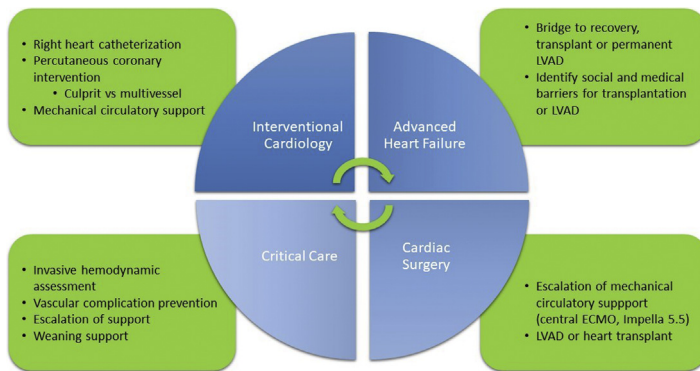 • Right heart catheterization
• Percutaneous coronary
intervention
• Culprit vs multivessel
• Mechanical circulatory support
• Bridge to recovery,
transplant or permanent
LVAD
• Identify social and medical
barriers for transplantation
or LVAD
Interventional
Cardiology
Advanced
Heart Failure
Critical Care
Cardiac
Surgery
• Invasive hemodynamic
assessment
• Vascular complication prevention
• Escalation of support
• Weaning support
• Escalation of mechanical
circulatory suppport
(central ECMO, Impella 5.5)
• LVAD or heart transplant